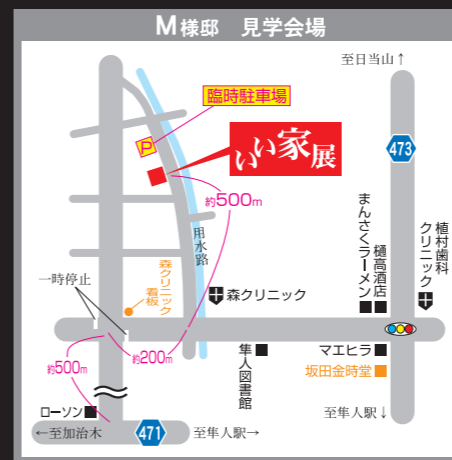 M様邸　見学会場
至日当山↑
臨時駐車場
P
いい家展
473
約500m
用水路
まんさくラーメン
樋高酒店
植村歯科
クリニック
一時停止
森クリニック
看板
森クリニック
約200m
約500m
隼人図書館
マエヒラ
坂田金時堂
ローソン
←至加治木
471
至隼人駅→
至隼人駅↓